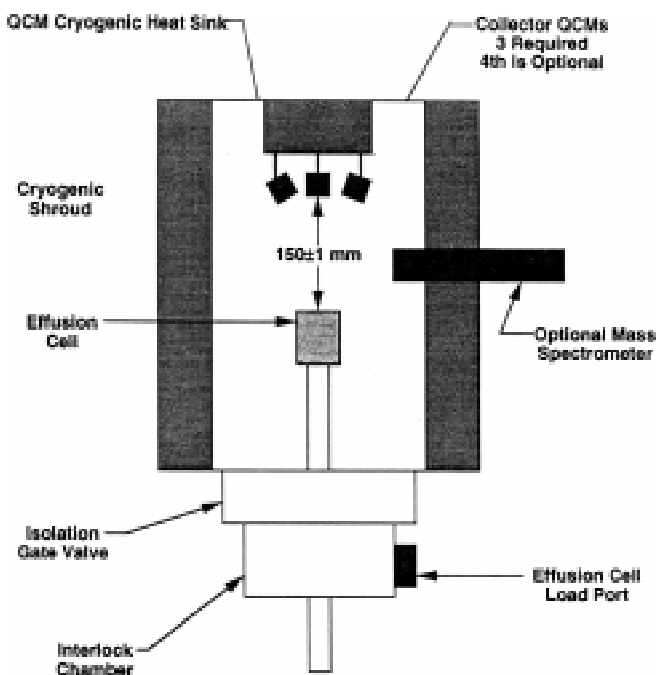 QCM Cryogenic Heat Sink
Collector QCMs
3 Required
4th Is Optional
Cryogenic
Shroud
150±1 mm
Effusion
Cell
Optional Mass
Spectrometer
Isolation
Gate Valve
Effusion Cell
Load Port
Interlock
Chamber